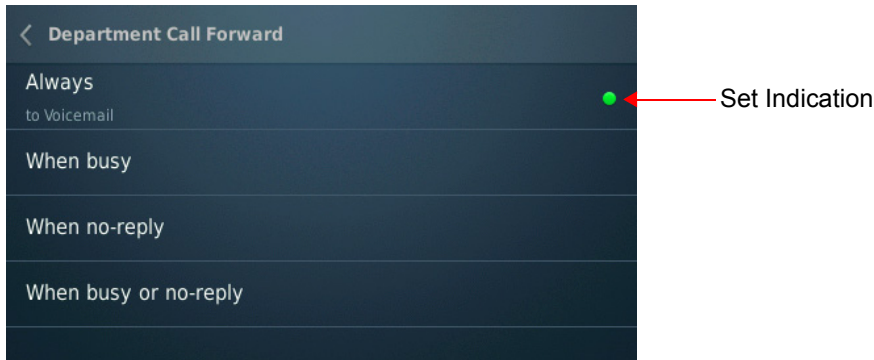 Department Call Forward
Always
to Voicemail
Set Indication
When busy
When no-reply
When busy or no-reply